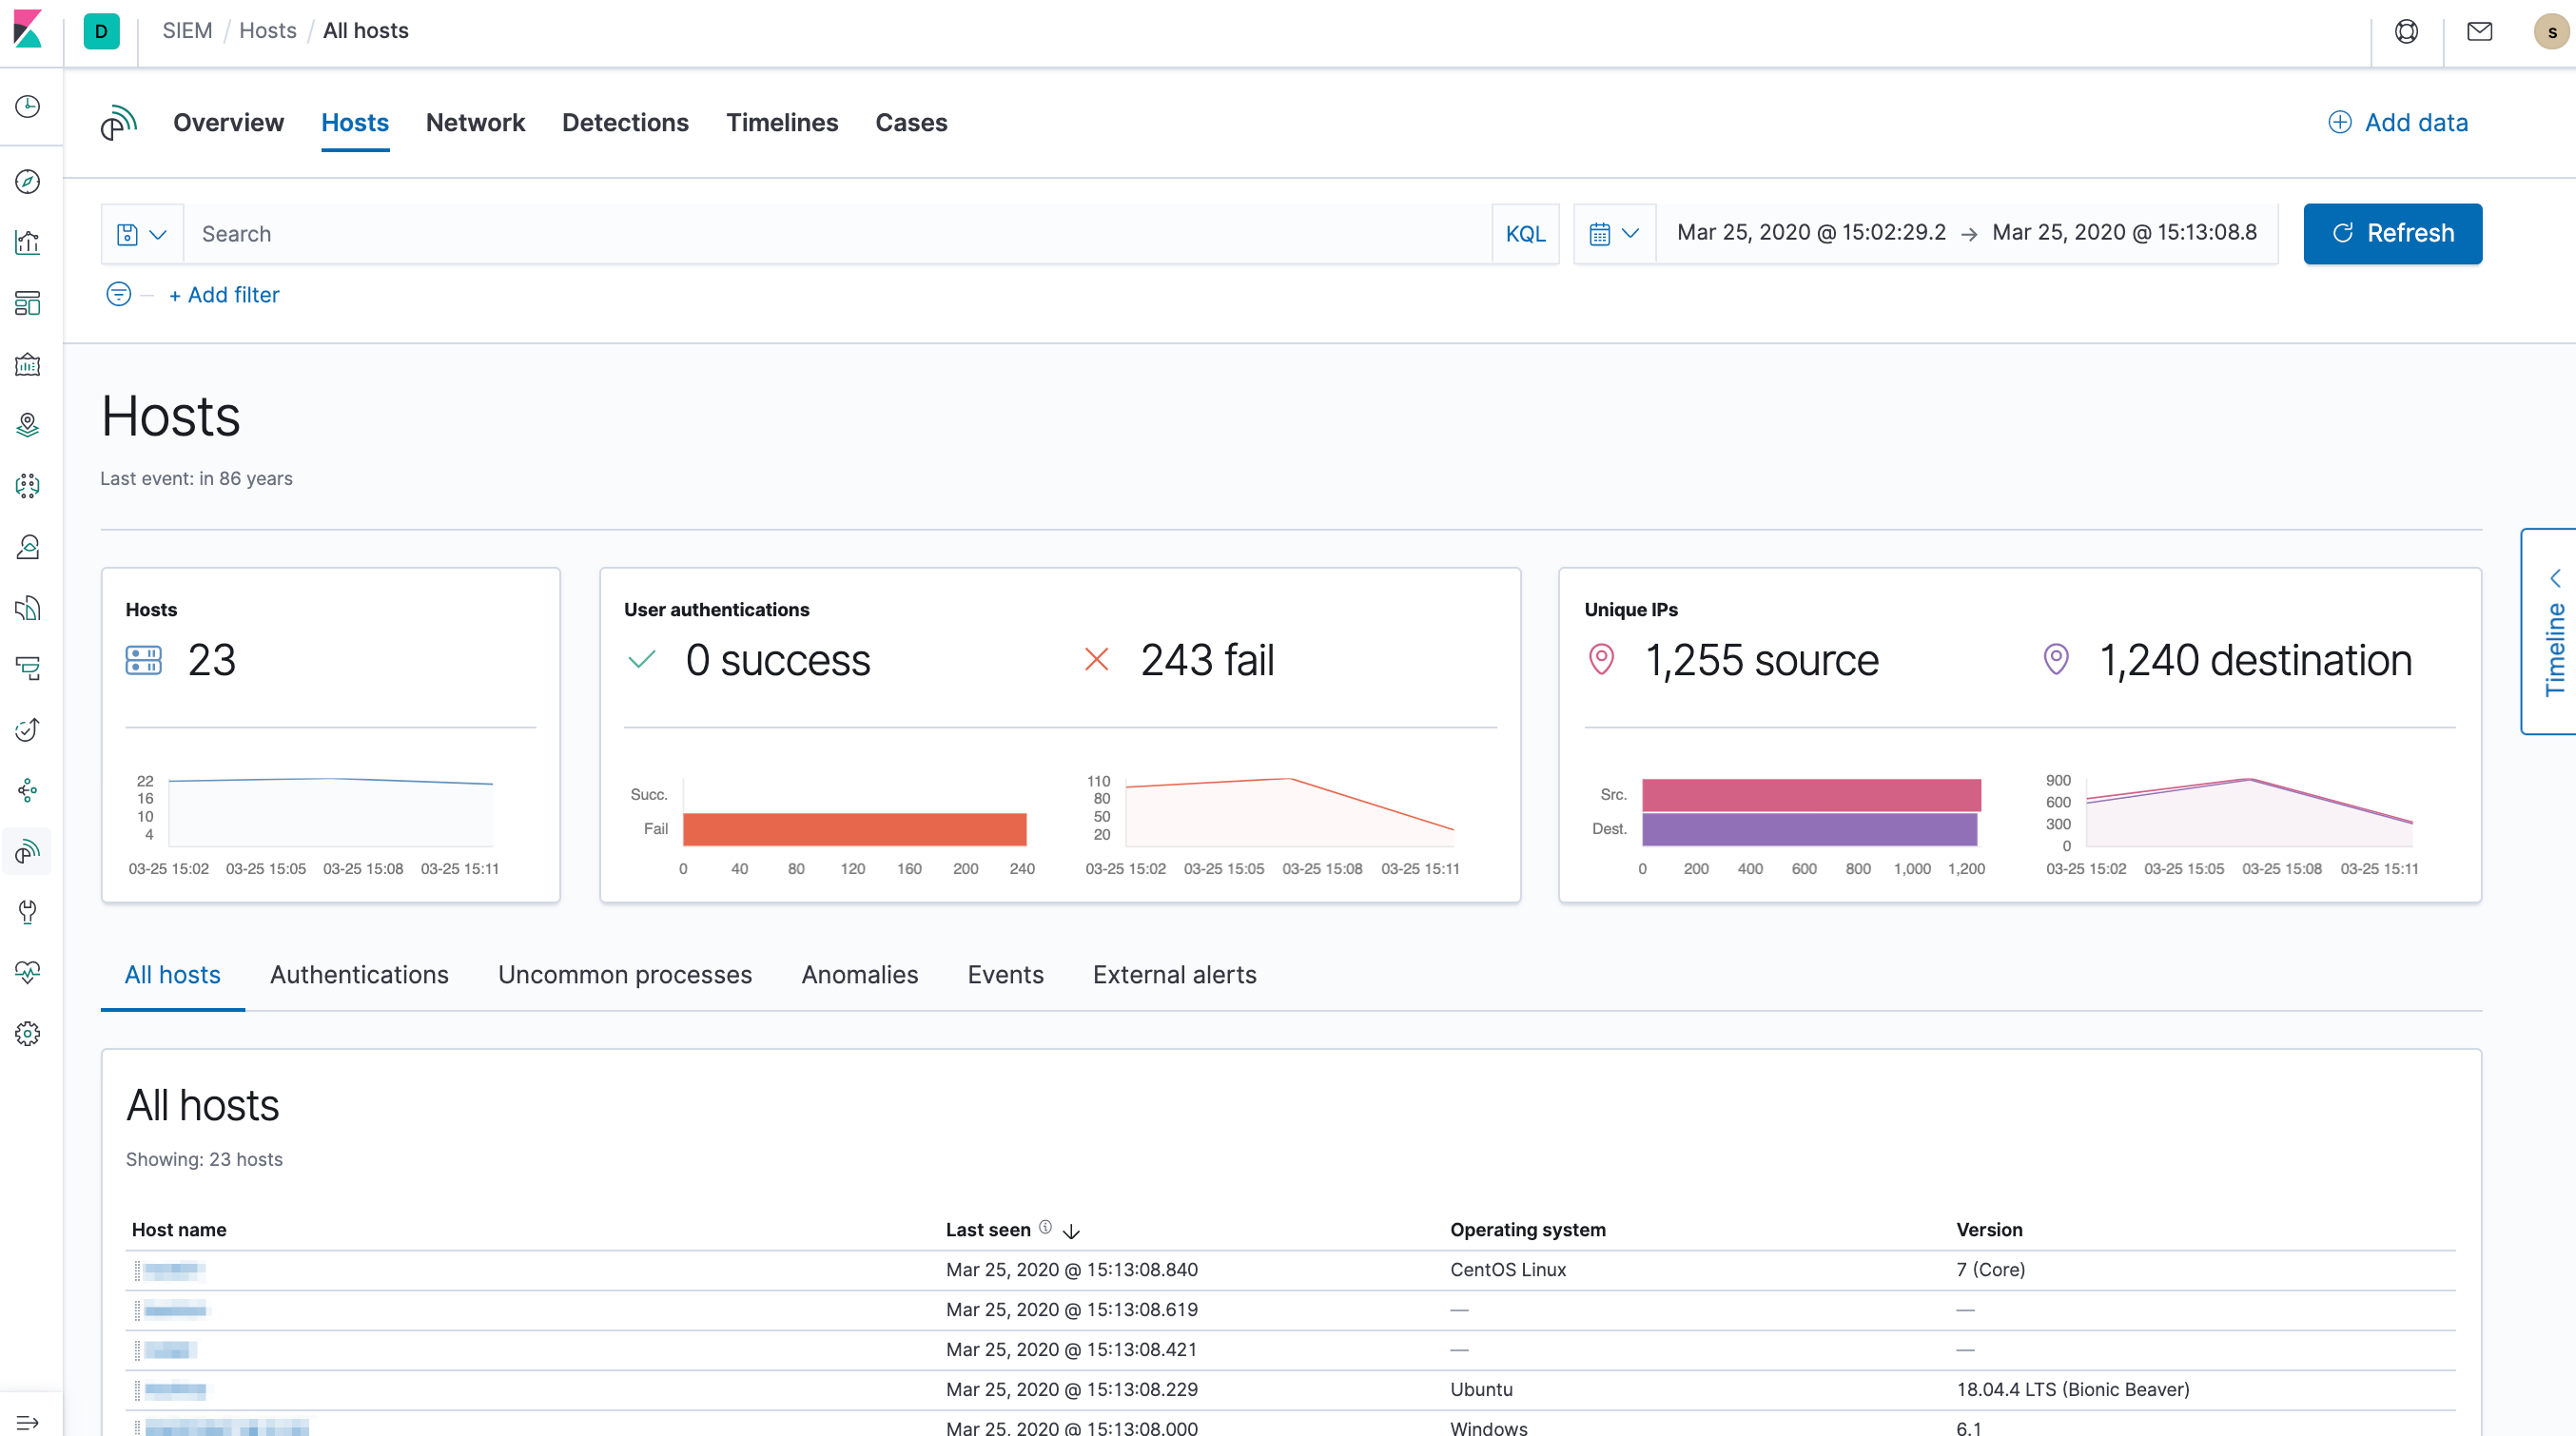 D SIEM / Hosts / All hosts s
Overview Hosts Network Detections Timelines Cases Add data
Search KQL Mar 25, 2020 @ 15:02:29.2 → Mar 25, 2020 @ 15:13:08.8 Refresh
+ Add filter
Hosts
Last event: in 86 years
Timeline
Hosts
23
22
16
10
4
03-25 15:02 03-25 15:05 03-25 15:08 03-25 15:11
User authentications
0 success 243 fail
Succ.
Fail
0 40 80 120 160 200 240
110
80
50
20
03-25 15:02 03-25 15:05 03-25 15:08 03-25 15:11
Unique IPs
1,255 source 1,240 destination
Src.
Dest.
0 200 400 600 800 1,000 1,200
900
600
300
0
03-25 15:02 03-25 15:05 03-25 15:08 03-25 15:11
All hosts Authentications Uncommon processes Anomalies Events External alerts
All hosts
Showing: 23 hosts
Host name Last seen Operating system Version
Mar 25, 2020 @ 15:13:08.840 CentOS Linux 7 (Core)
Mar 25, 2020 @ 15:13:08.619 — —
Mar 25, 2020 @ 15:13:08.421 — —
Mar 25, 2020 @ 15:13:08.229 Ubuntu 18.04.4 LTS (Bionic Beaver)
Mar 25, 2020 @ 15:13:08.000 Windows 6.1